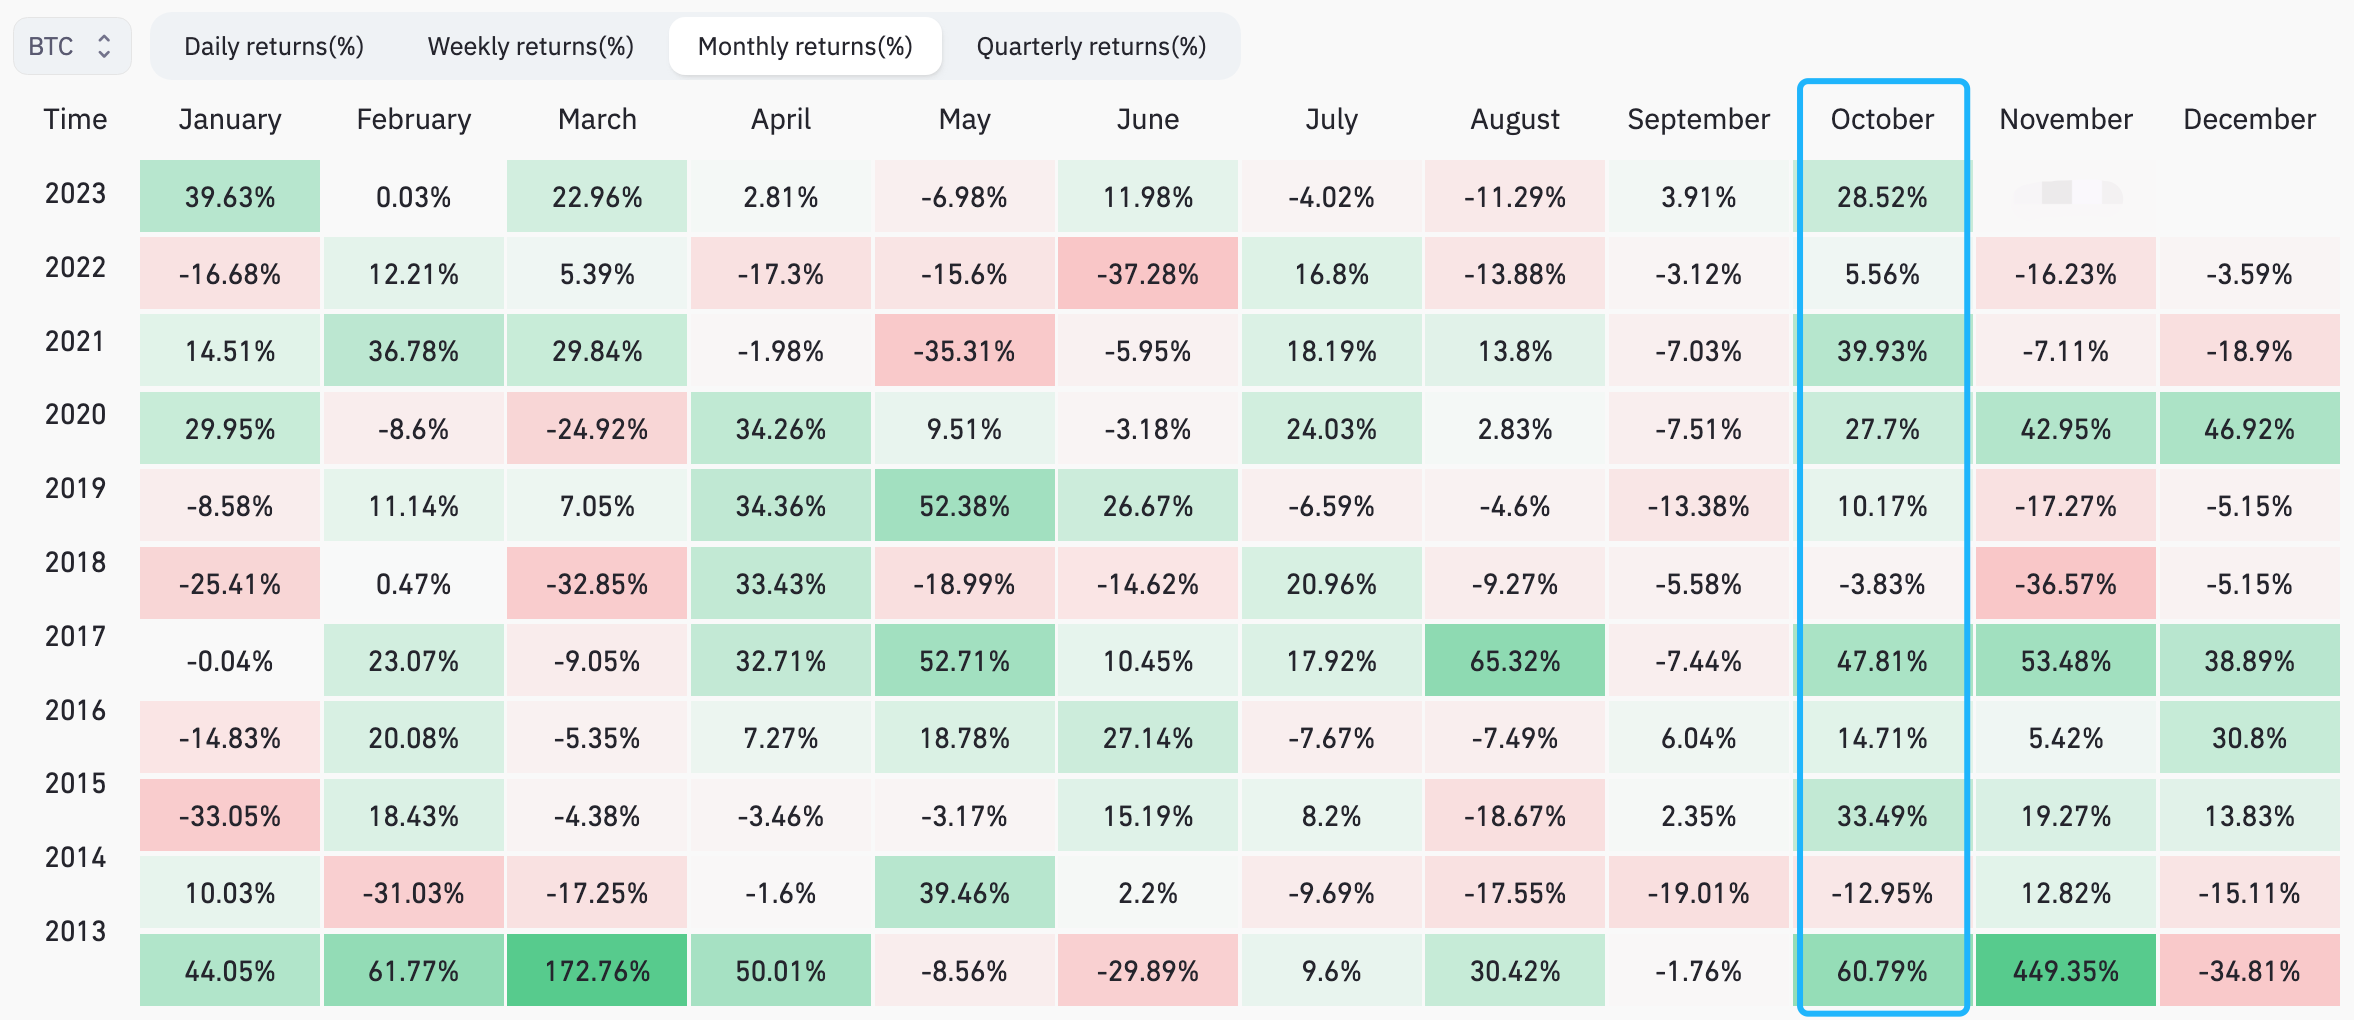 BTC Daily returns(%) Weekly returns(%) Monthly returns(%) Quarterly returns(%)
Time January February March April May June July August September October November December
2023 39.63% 0.03% 22.96% 2.81% -6.98% 11.98% -4.02% -11.29% 3.91% 28.52%
2022 -16.68% 12.21% 5.39% -17.3% -15.6% -37.28% 16.8% -13.88% -3.12% 5.56% -16.23% -3.59%
2021 14.51% 36.78% 29.84% -1.98% -35.31% -5.95% 18.19% 13.8% -7.03% 39.93% -7.11% -18.9%
2020 29.95% -8.6% -24.92% 34.26% 9.51% -3.18% 24.03% 2.83% -7.51% 27.7% 42.95% 46.92%
2019 -8.58% 11.14% 7.05% 34.36% 52.38% 26.67% -6.59% -4.6% -13.38% 10.17% -17.27% -5.15%
2018 -25.41% 0.47% -32.85% 33.43% -18.99% -14.62% 20.96% -9.27% -5.58% -3.83% -36.57% -5.15%
2017 -0.04% 23.07% -9.05% 32.71% 52.71% 10.45% 17.92% 65.32% -7.44% 47.81% 53.48% 38.89%
2016 -14.83% 20.08% -5.35% 7.27% 18.78% 27.14% -7.67% -7.49% 6.04% 14.71% 5.42% 30.8%
2015 -33.05% 18.43% -4.38% -3.46% -3.17% 15.19% 8.2% -18.67% 2.35% 33.49% 19.27% 13.83%
2014 10.03% -31.03% -17.25% -1.6% 39.46% 2.2% -9.69% -17.55% -19.01% -12.95% 12.82% -15.11%
2013 44.05% 61.77% 172.76% 50.01% -8.56% -29.89% 9.6% 30.42% -1.76% 60.79% 449.35% -34.81%